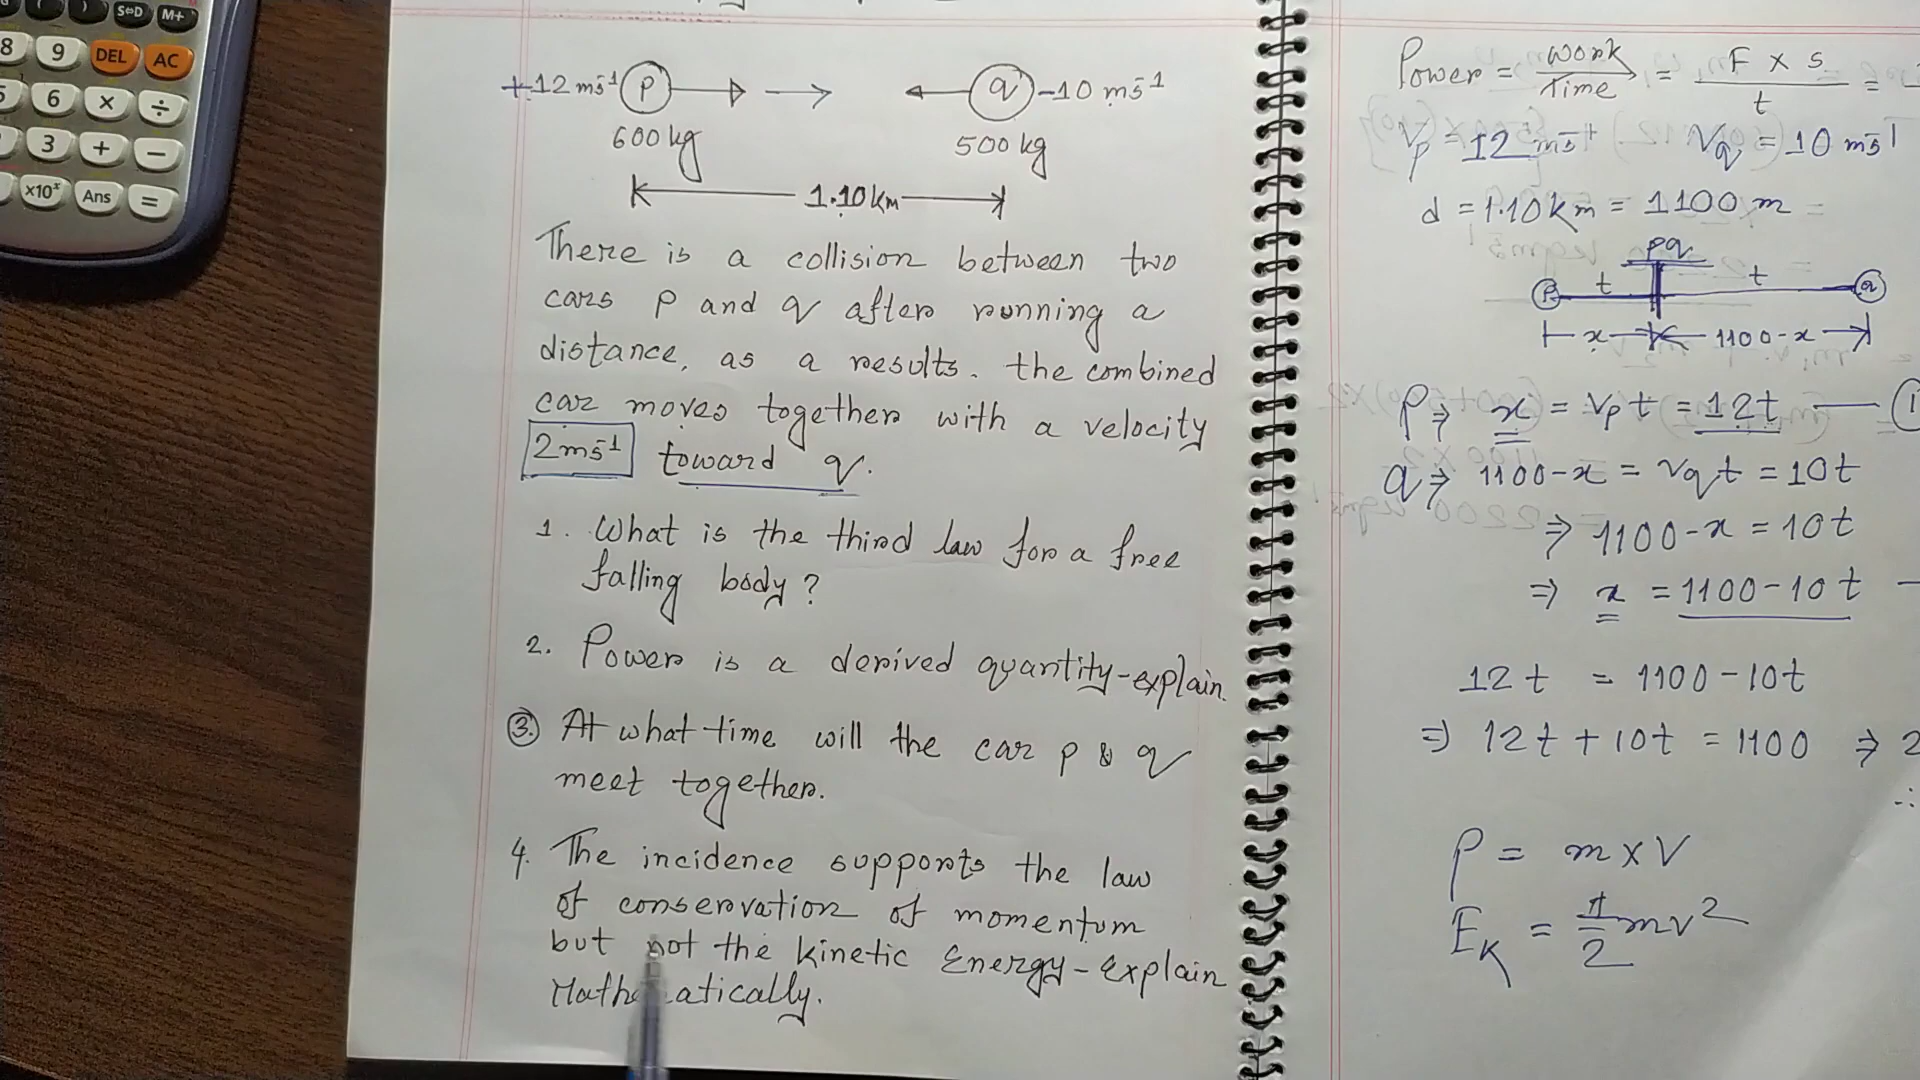 S⇔D M+
8 9 DEL AC
5 6 × ÷
3 + −
×10ˣ Ans =
+12 ms⁻¹ P q -10 ms⁻¹
600 kg 500 kg
1.10 km
There is a collision between two
cars P and q after running a
distance, as a results. the combined
car moves together with a velocity
2ms⁻¹ toward q.
1. What is the third law for a free
falling body?
2. Power is a derived quantity-explain
3. At what time will the car p & q
meet together.
4. The incidence supports the law
of conservation of momentum
but not the kinetic Energy-explain
Mathematically.
Power = Work/Time = F × s/t =
Vp = 12 ms⁻¹ Vq = 10 ms⁻¹
d = 1.10 km = 1100 m
pq
P t t q
x 1100-x
P⇒ x = vp t = 12t — 1
q⇒ 1100-x = vq t = 10t
⇒ 1100-x = 10t
⇒ x = 1100-10t
12t = 1100-10t
⇒ 12t + 10t = 1100 ⇒ 2
∴
P = m×V
EK = 1/2 mv²